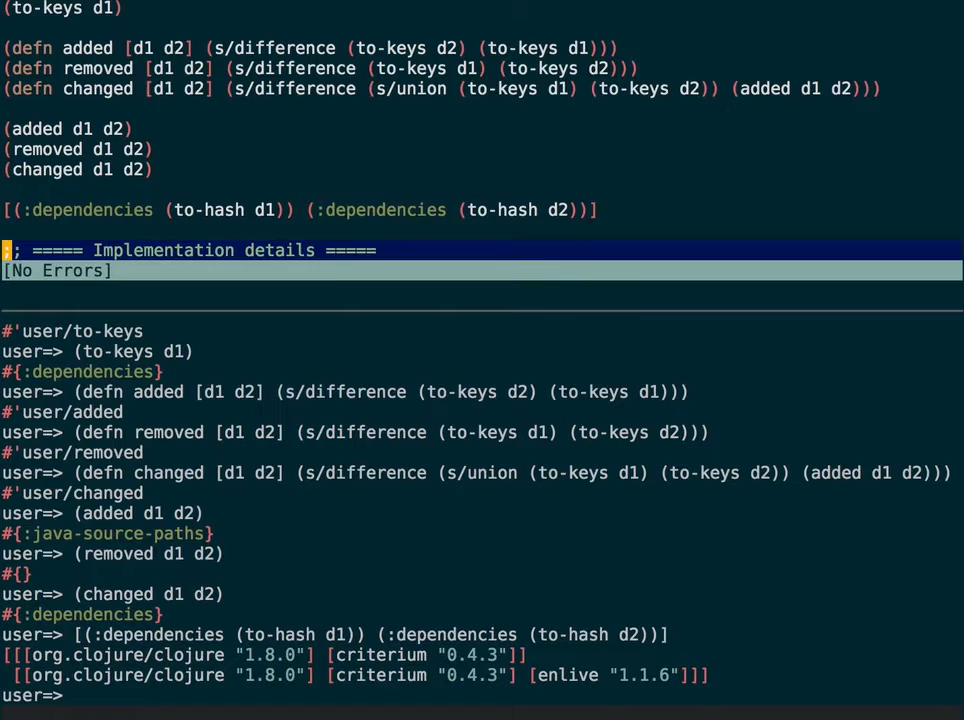 (to-keys d1)
(defn added [d1 d2] (s/difference (to-keys d2) (to-keys d1)))
(defn removed [d1 d2] (s/difference (to-keys d1) (to-keys d2)))
(defn changed [d1 d2] (s/difference (s/union (to-keys d1) (to-keys d2)) (added d1 d2)))
(added d1 d2)
(removed d1 d2)
(changed d1 d2)
[(:dependencies (to-hash d1)) (:dependencies (to-hash d2))]
;; ===== Implementation details =====
[No Errors]
#'user/to-keys
user=> (to-keys d1)
#{:dependencies}
user=> (defn added [d1 d2] (s/difference (to-keys d2) (to-keys d1)))
#'user/added
user=> (defn removed [d1 d2] (s/difference (to-keys d1) (to-keys d2)))
#'user/removed
user=> (defn changed [d1 d2] (s/difference (s/union (to-keys d1) (to-keys d2)) (added d1 d2)))
#'user/changed
user=> (added d1 d2)
#{:java-source-paths}
user=> (removed d1 d2)
#{}
user=> (changed d1 d2)
#{:dependencies}
user=> [(:dependencies (to-hash d1)) (:dependencies (to-hash d2))]
[[[org.clojure/clojure "1.8.0"] [criterium "0.4.3"]]
 [[org.clojure/clojure "1.8.0"] [criterium "0.4.3"] [enlive "1.1.6"]]]
user=>